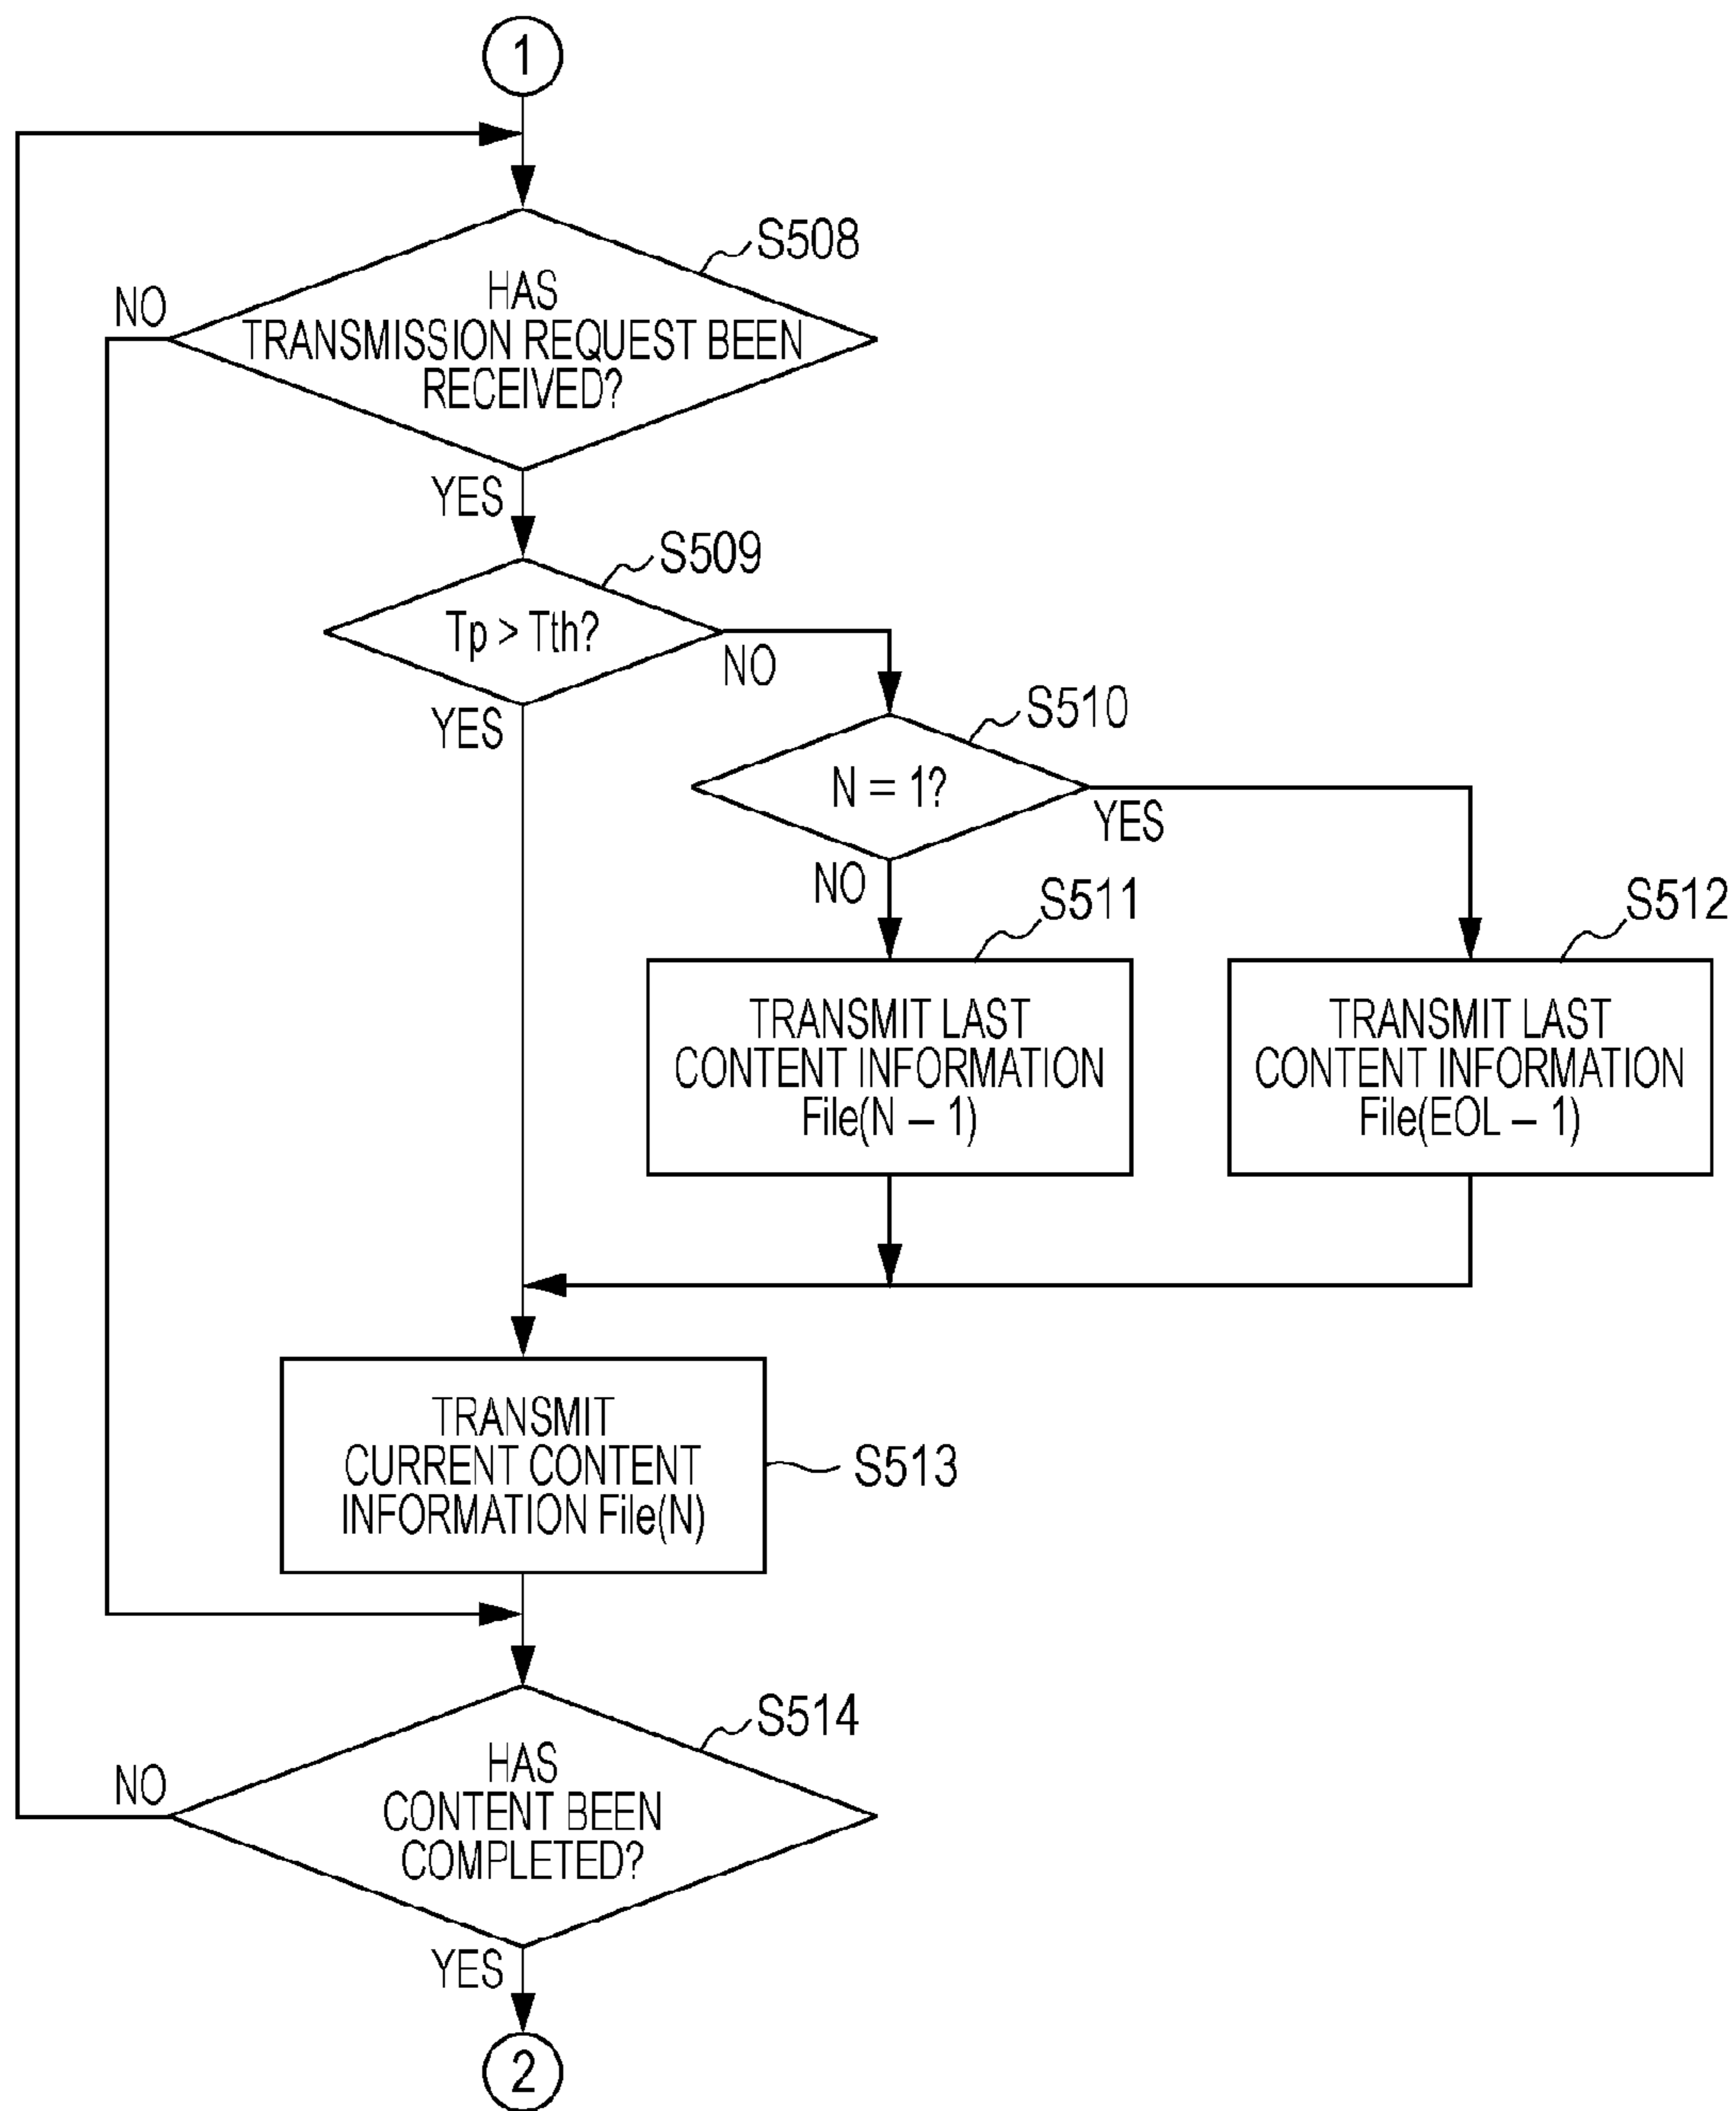 1
S508
NO
HAS
TRANSMISSION REQUEST BEEN
RECEIVED?
YES
S509
Tp > Tth?
NO
YES
S510
N = 1?
YES
NO
S511
S512
TRANSMIT LAST
CONTENT INFORMATION
File(N – 1)
TRANSMIT LAST
CONTENT INFORMATION
File(EOL – 1)
TRANSMIT
CURRENT CONTENT
INFORMATION File(N)
S513
S514
NO
HAS
CONTENT BEEN
COMPLETED?
YES
2